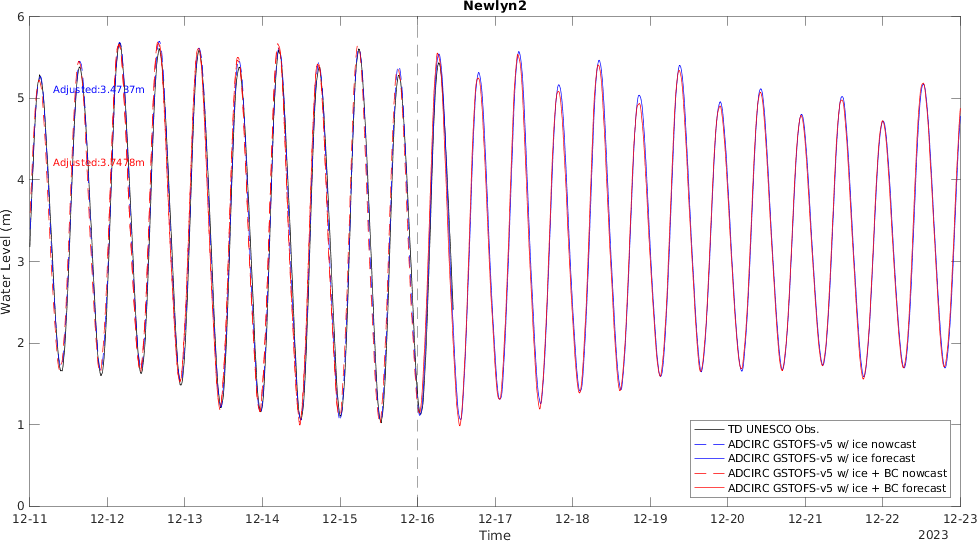 Newlyn2
Water Level (m)
6
5
4
3
2
1
0
Adjusted:3.4737m
Adjusted:3.7478m
TD UNESCO Obs.
ADCIRC GSTOFS-v5 w/ ice nowcast
ADCIRC GSTOFS-v5 w/ ice forecast
ADCIRC GSTOFS-v5 w/ ice + BC nowcast
ADCIRC GSTOFS-v5 w/ ice + BC forecast
12-11 12-12 12-13 12-14 12-15 12-16 12-17 12-18 12-19 12-20 12-21 12-22 12-23
Time
2023